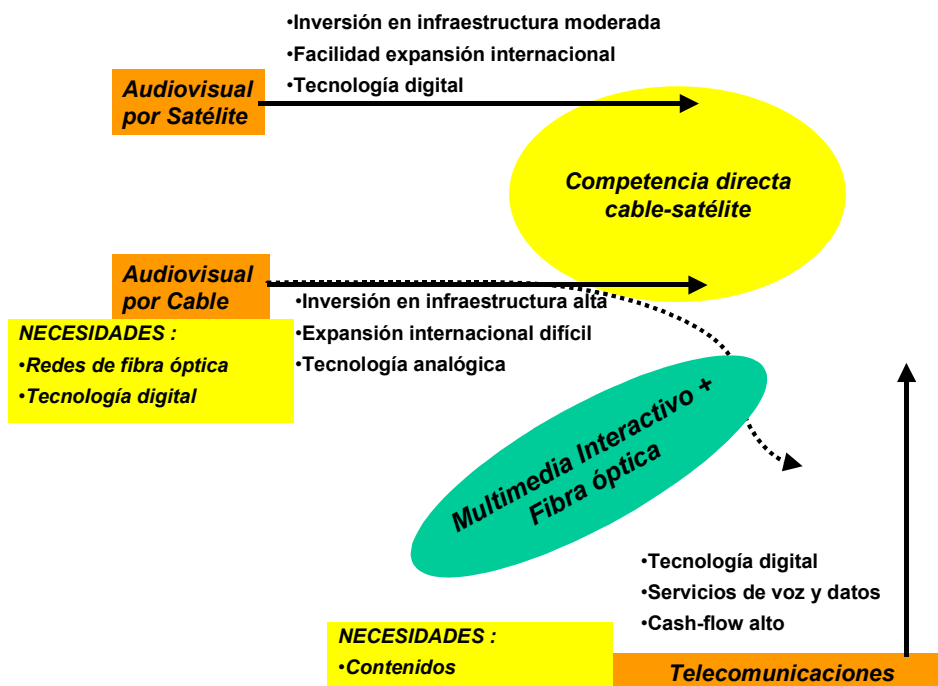 •Inversión en infraestructura moderada
•Facilidad expansión internacional
•Tecnología digital
Audiovisual
por Satélite
Competencia directa
cable-satélite
Audiovisual
por Cable
•Inversión en infraestructura alta
•Expansión internacional difícil
•Tecnología analógica
NECESIDADES :
•Redes de fibra óptica
•Tecnología digital
Multimedia Interactivo +
Fibra óptica
•Tecnología digital
•Servicios de voz y datos
•Cash-flow alto
NECESIDADES :
•Contenidos
Telecomunicaciones